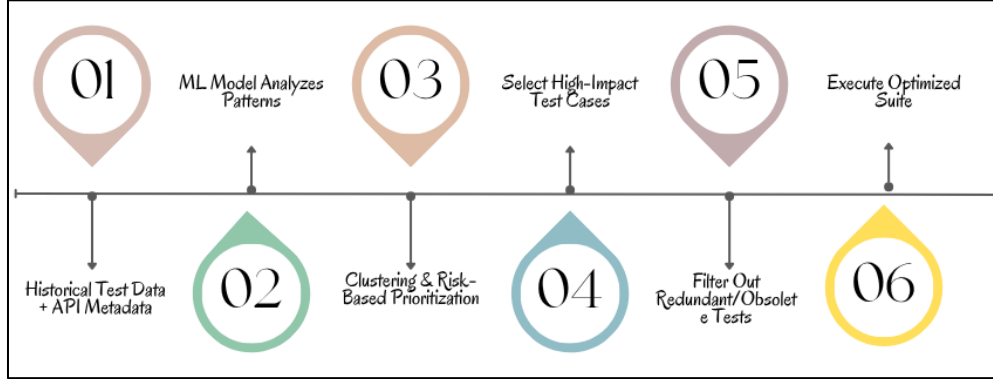 01
Historical Test Data
+ API Metadata
02
ML Model Analyzes
Patterns
03
Clustering & Risk-
Based Prioritization
04
Select High-Impact
Test Cases
05
Filter Out
Redundant/Obsolet
e Tests
06
Execute Optimized
Suite